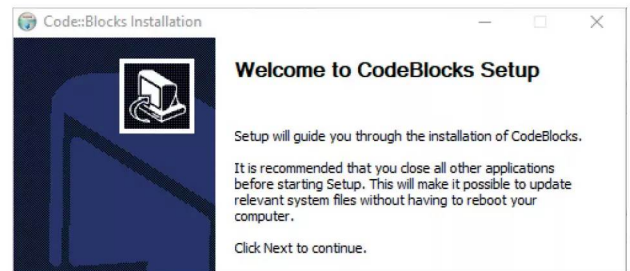 Code::Blocks Installation
Welcome to CodeBlocks Setup
Setup will guide you through the installation of CodeBlocks.
It is recommended that you close all other applications
before starting Setup. This will make it possible to update
relevant system files without having to reboot your
computer.
Click Next to continue.